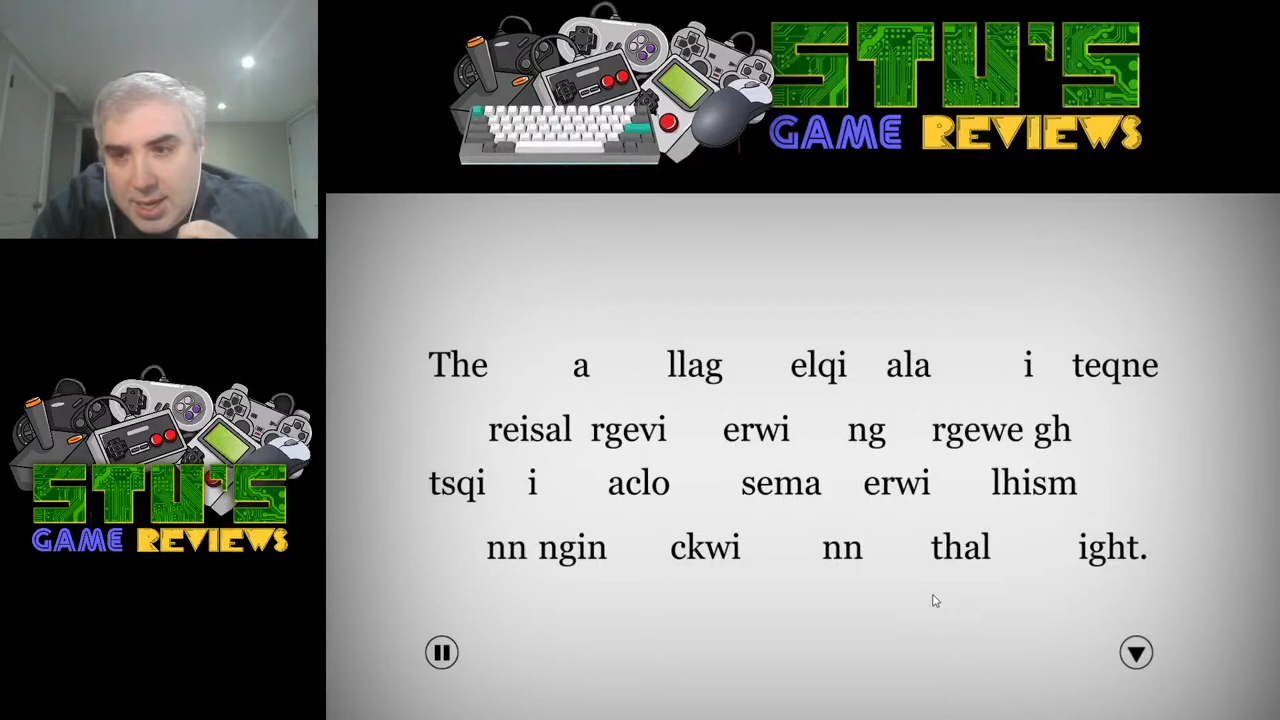 STU'S
GAME REVIEWS
The a llag elqi ala i teqne
reisal rgevi erwi ng rgewe gh
tsqi i aclo sema erwi lhism
nn ngin ckwi nn thal ight.
STU'S
GAME REVIEWS